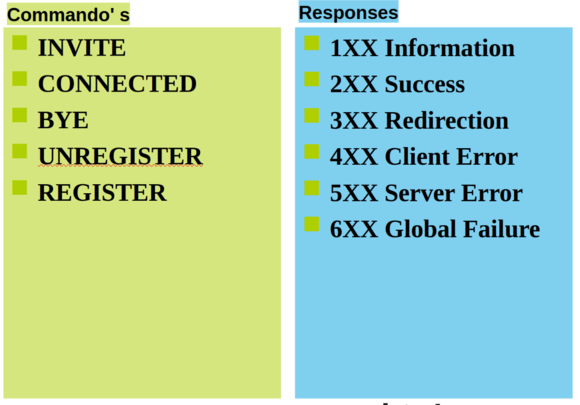 Commando' s
INVITE
CONNECTED
BYE
UNREGISTER
REGISTER
Responses
1XX Information
2XX Success
3XX Redirection
4XX Client Error
5XX Server Error
6XX Global Failure